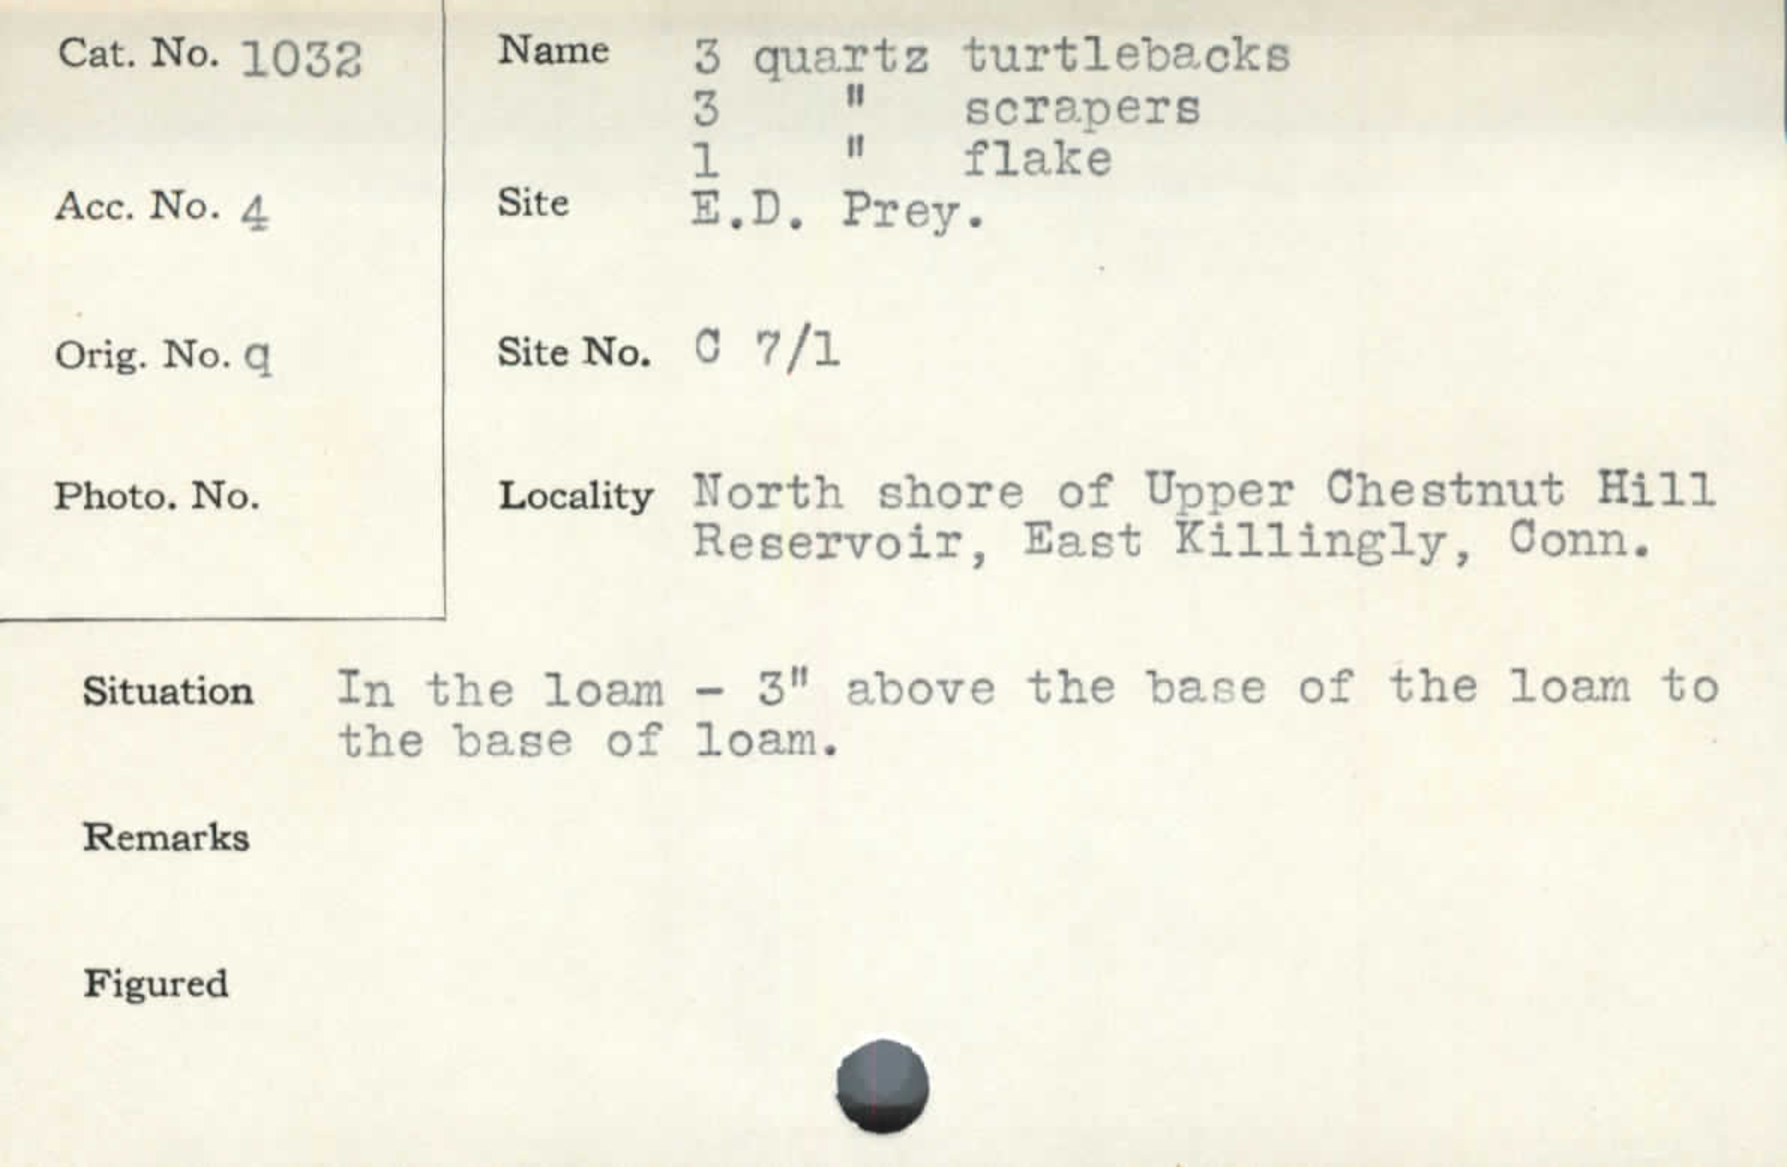 Cat. No. 1032
Name 3 quartz turtlebacks
3 " scrapers
1 " flake
Acc. No. 4
Site E.D. Prey.
Orig. No. q
Site No. C 7/1
Photo. No.
Locality North shore of Upper Chestnut Hill
Reservoir, East Killingly, Conn.
Situation In the loam - 3" above the base of the loam to
the base of loam.
Remarks
Figured